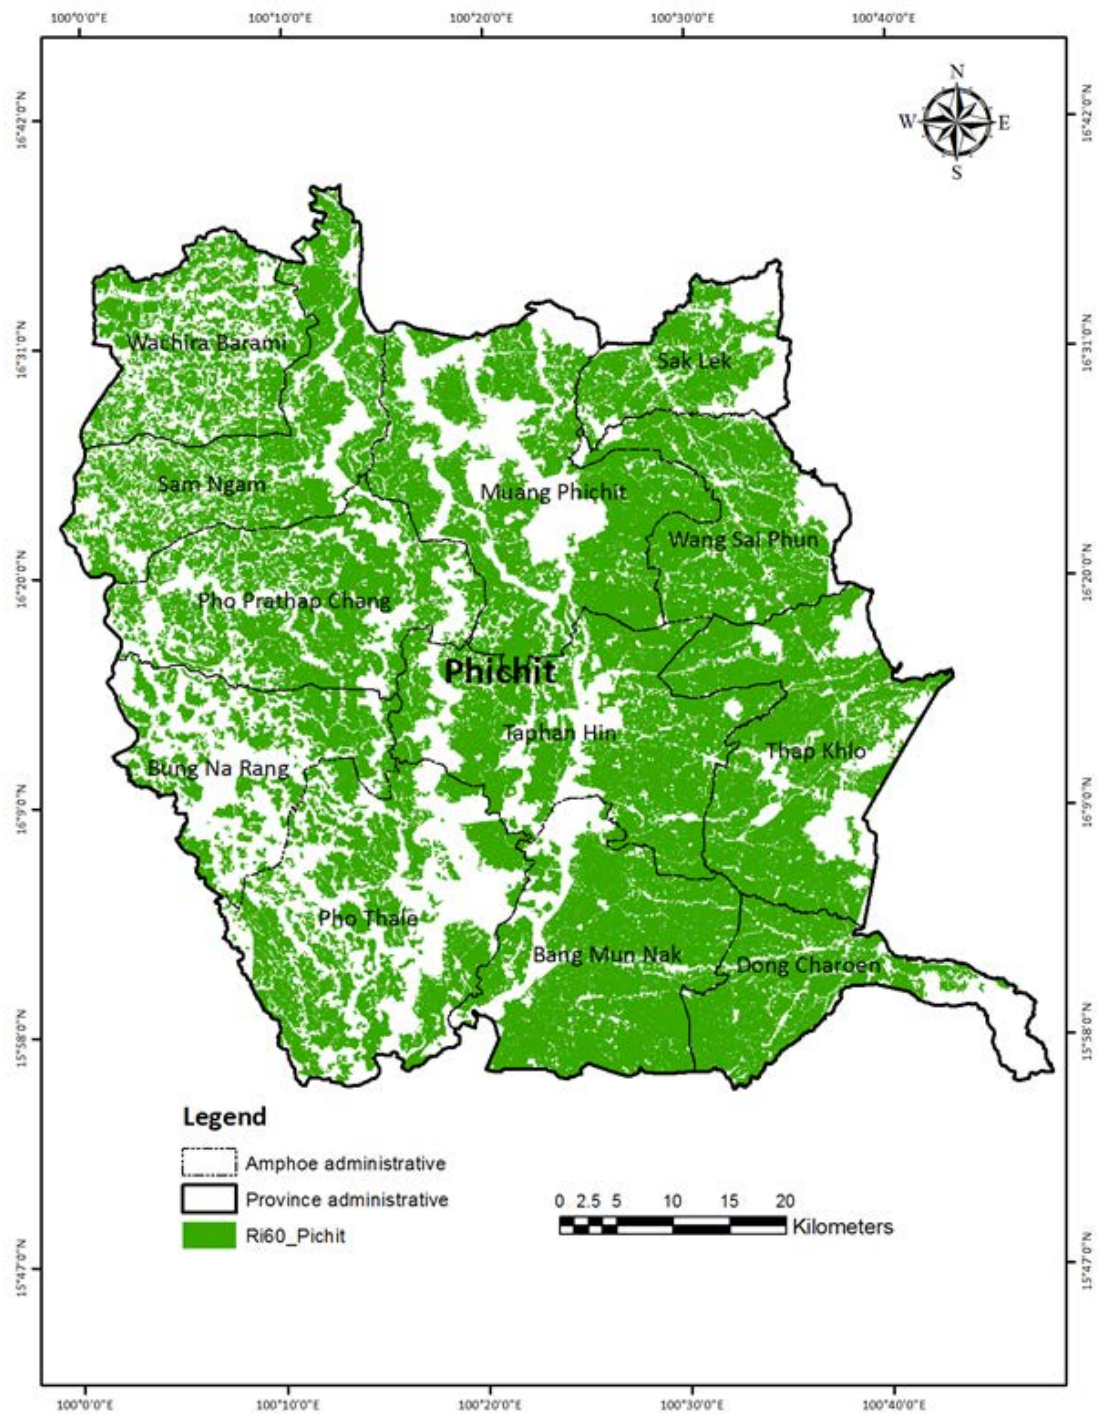 100°0'0"E 100°10'0"E 100°20'0"E 100°30'0"E 100°40'0"E
N
W E
S
16°42'0"N 16°42'0"N
16°31'0"N 16°31'0"N
16°20'0"N 16°20'0"N
16°9'0"N 16°9'0"N
15°58'0"N 15°58'0"N
15°47'0"N 15°47'0"N
Wathira Barami
Sak Lek
Sam Ngam
Muang Phichit
Wang Sai Phun
Pho Prathap Chang
Phichit
Taphan Hin
Thap Khlo
Bung Na Rang
Pho Thale
Bang Mun Nak
Dong Charoen
Legend
Amphoe administrative
Province administrative
Ri60_Pichit
0 2.5 5 10 15 20
Kilometers
100°0'0"E 100°10'0"E 100°20'0"E 100°30'0"E 100°40'0"E